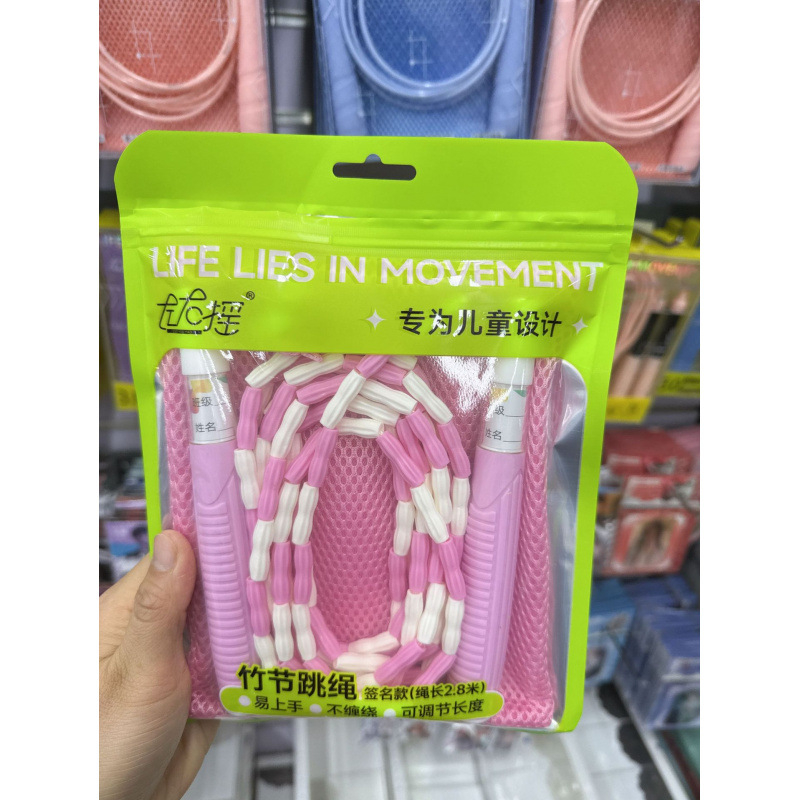 LIFE LIES IN MOVEMENT
®
专为儿童设计
班级
姓名
级
姓名
竹节跳绳 签名款(绳长2.8米)
易上手 不缠绕 可调节长度